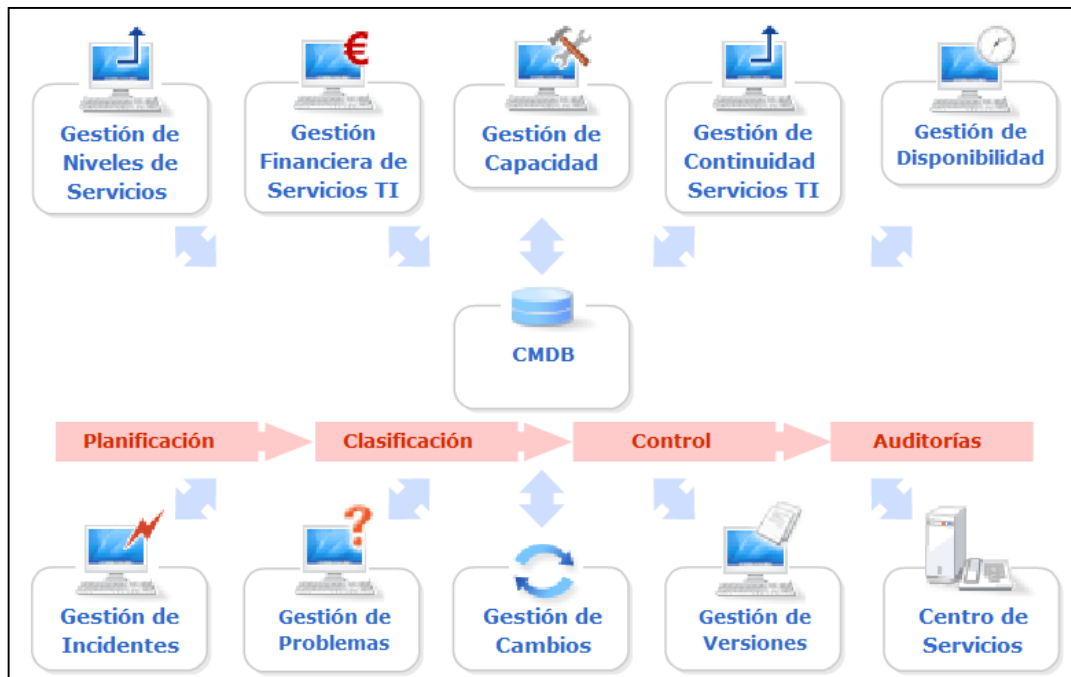 Gestión de
Niveles de
Servicios
Gestión
Financiera de
Servicios TI
Gestión de
Capacidad
Gestión de
Continuidad
Servicios TI
Gestión de
Disponibilidad
CMDB
Planificación
Clasificación
Control
Auditorías
Gestión de
Incidentes
Gestión de
Problemas
Gestión de
Cambios
Gestión de
Versiones
Centro de
Servicios